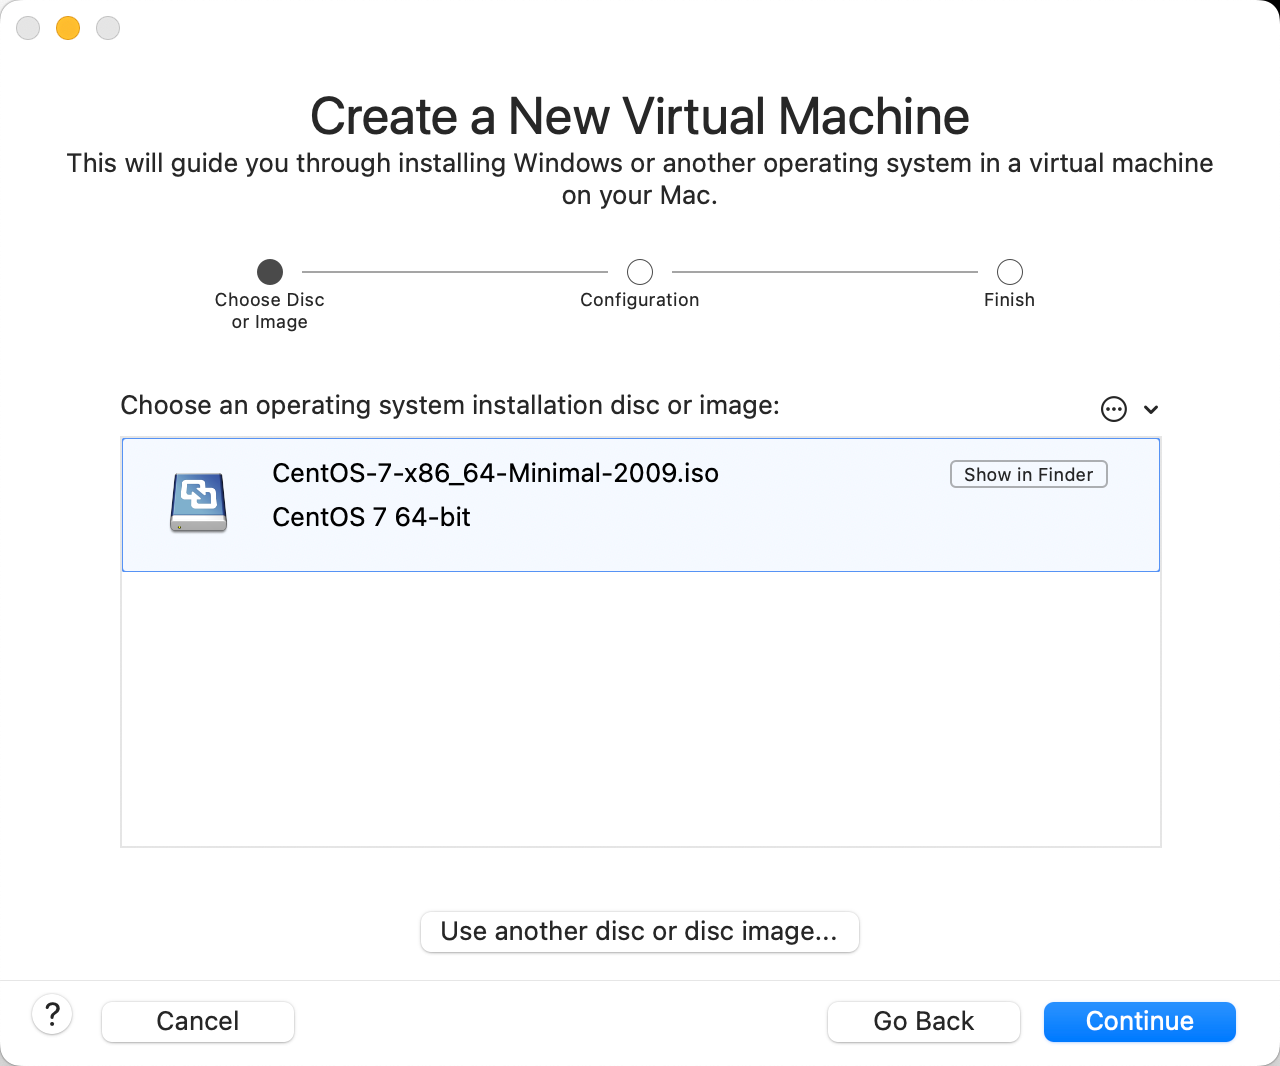 Create a New Virtual Machine
This will guide you through installing Windows or another operating system in a virtual machine
on your Mac.
Choose Disc
or Image
Configuration
Finish
Choose an operating system installation disc or image:
CentOS-7-x86_64-Minimal-2009.iso
Show in Finder
CentOS 7 64-bit
Use another disc or disc image...
?
Cancel
Go Back
Continue